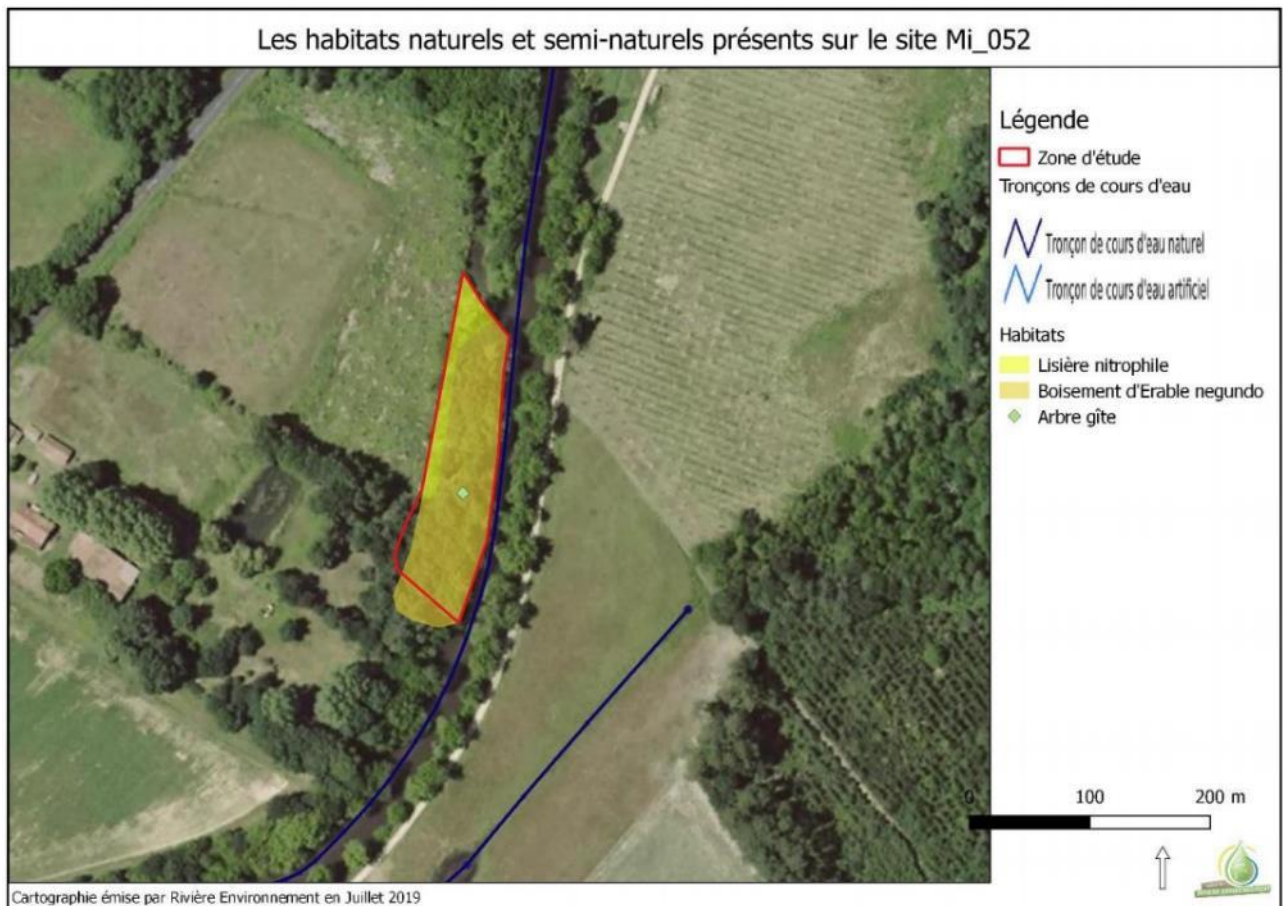 Les habitats naturels et semi-naturels présents sur le site Mi_052
Légende
Zone d'étude
Tronçons de cours d'eau
Tronçon de cours d'eau naturel
Tronçon de cours d'eau artificiel
Habitats
Lisière nitrophile
Boisement d'Erable negundo
Arbre gîte
0 100 200 m
Cartographie émise par Rivière Environnement en Juillet 2019